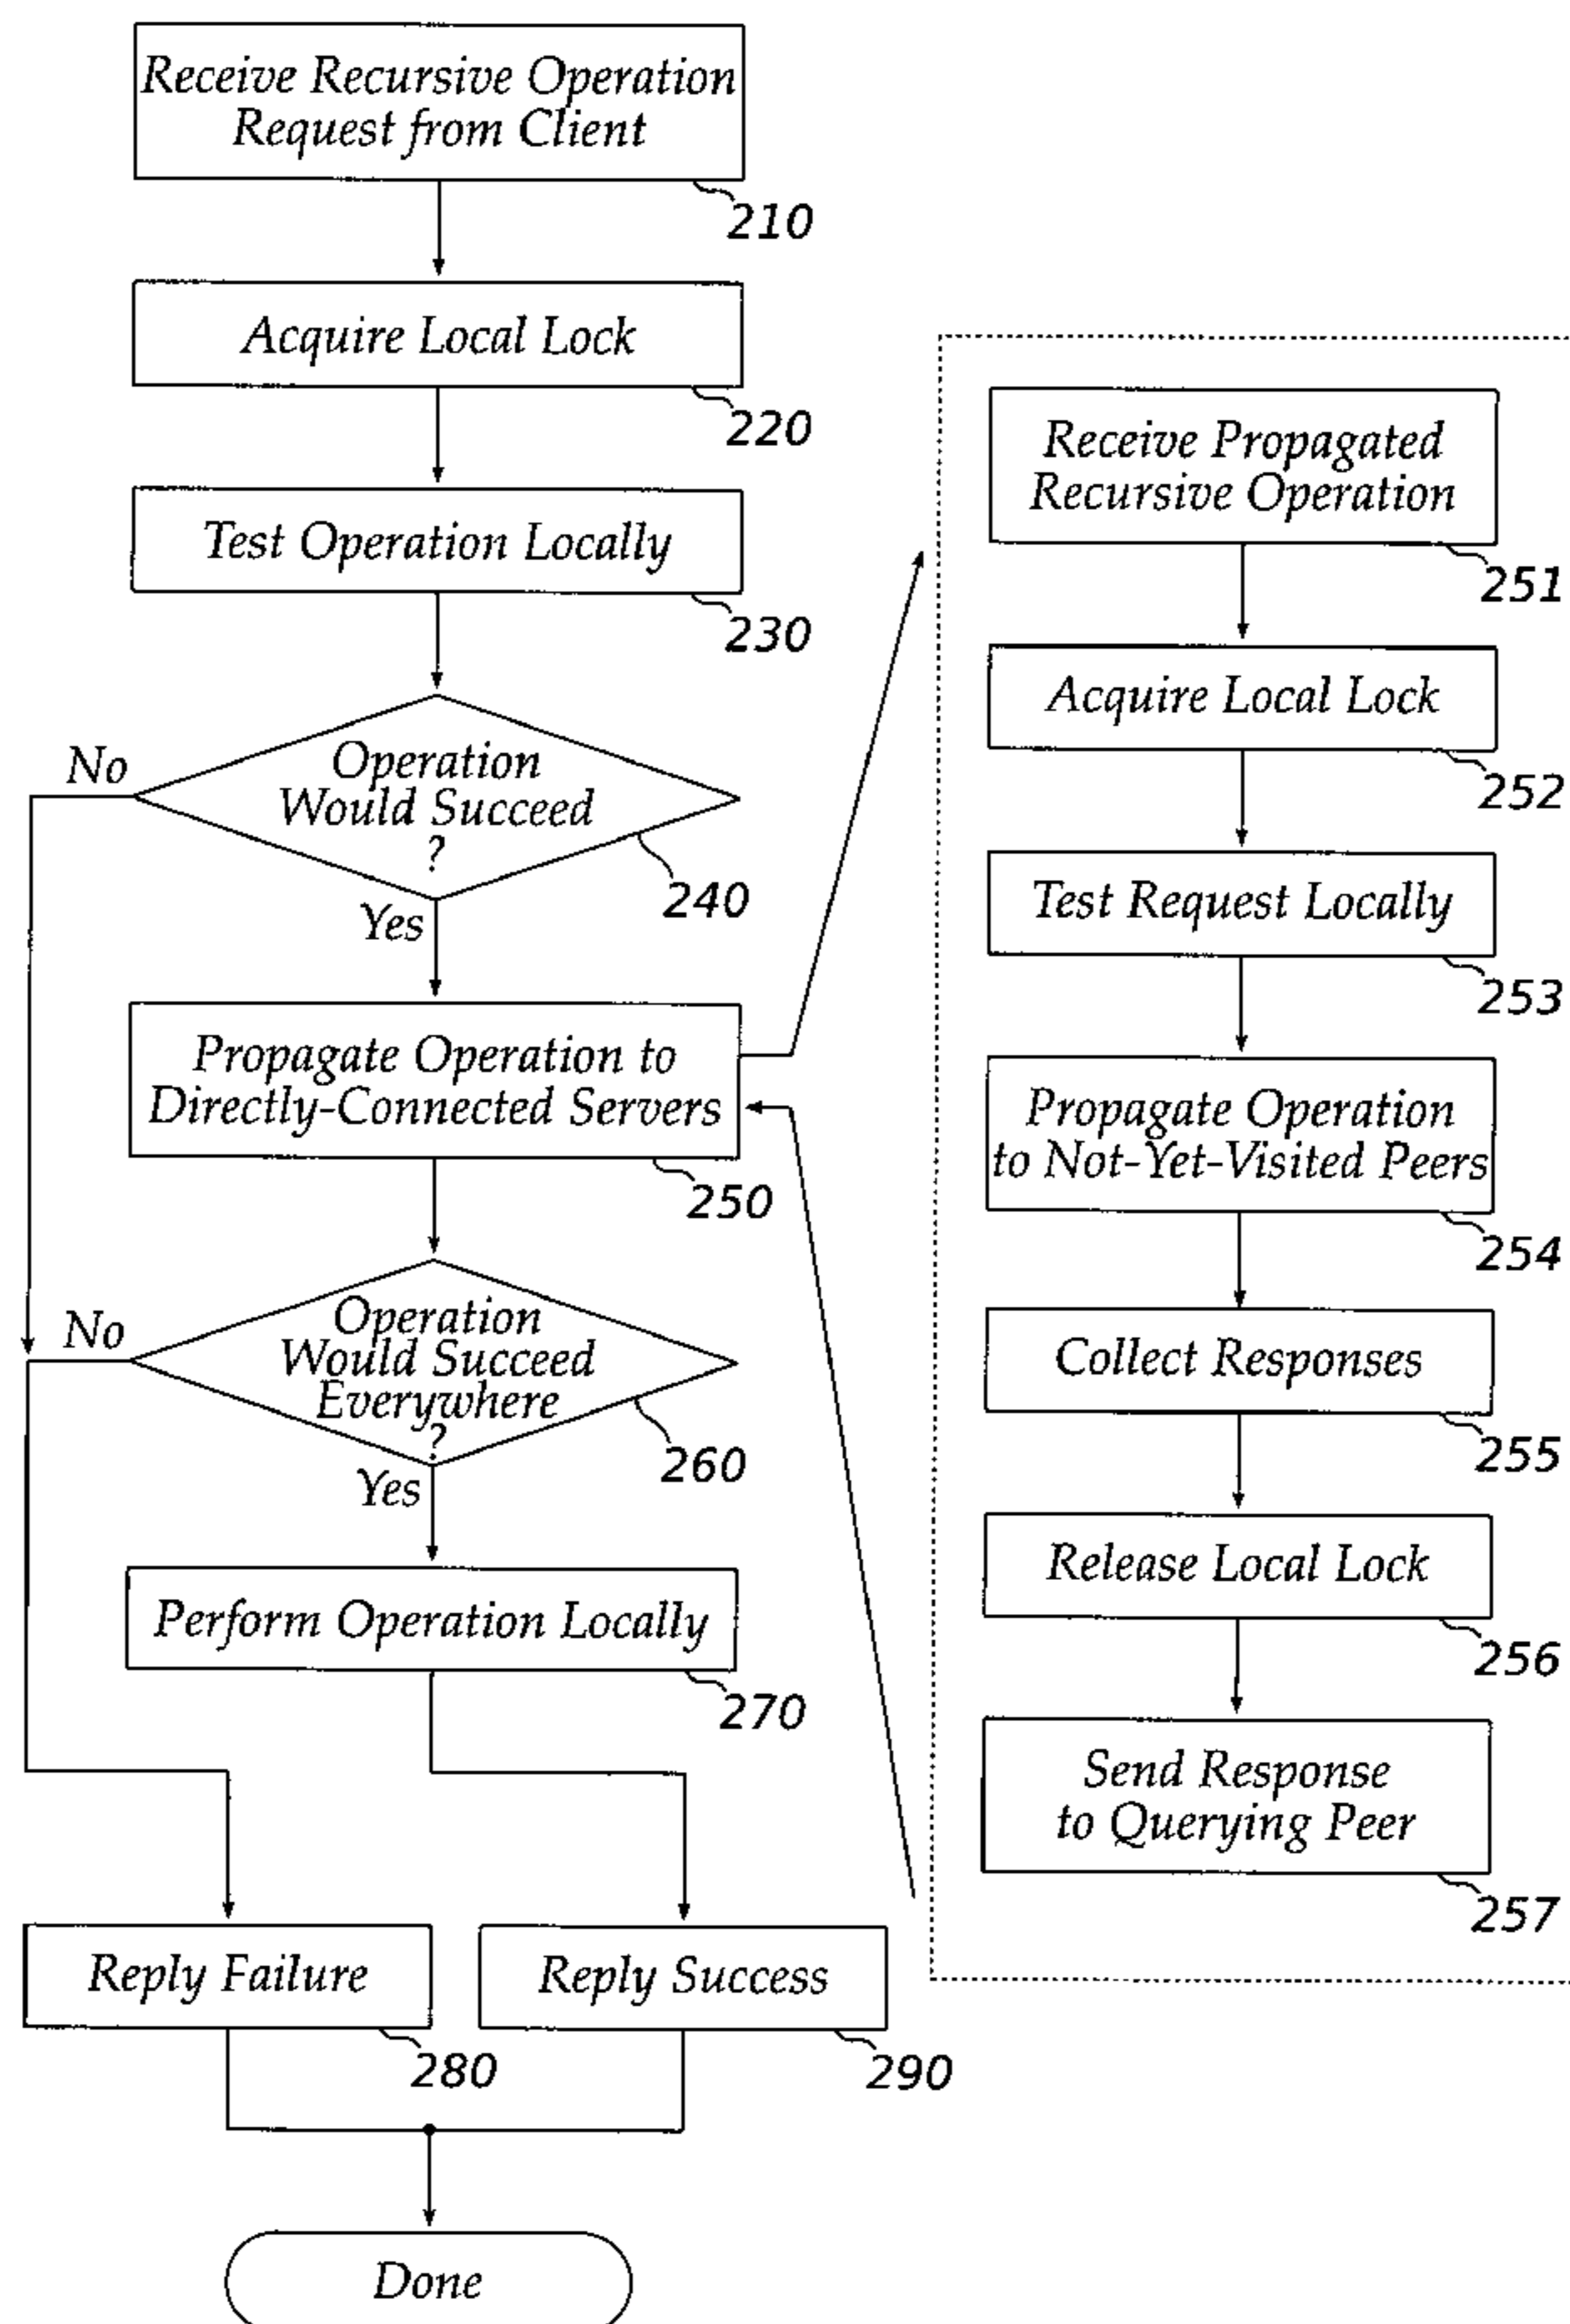 Receive Recursive Operation
Request from Client
210
Acquire Local Lock
220
Test Operation Locally
230
Operation
Would Succeed
?
No
240
Yes
Propagate Operation to
Directly-Connected Servers
250
Operation
Would Succeed
Everywhere
?
No
260
Yes
Perform Operation Locally
270
Reply Failure
280
Reply Success
290
Done
Receive Propagated
Recursive Operation
251
Acquire Local Lock
252
Test Request Locally
253
Propagate Operation
to Not-Yet-Visited Peers
254
Collect Responses
255
Release Local Lock
256
Send Response
to Querying Peer
257